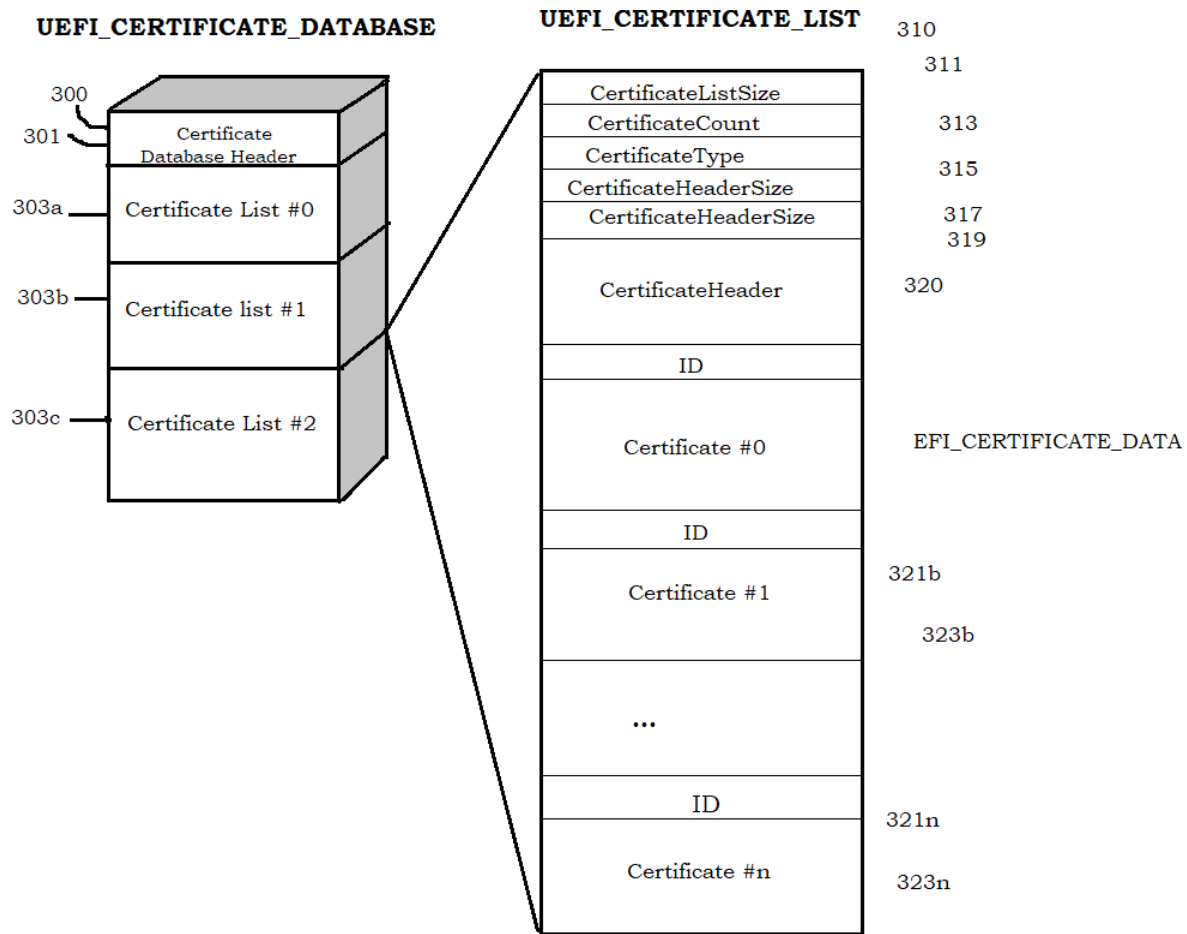 UEFI_CERTIFICATE_DATABASE
300
301
Certificate
Database Header
303a
Certificate List #0
303b
Certificate list #1
303c
Certificate List #2
UEFI_CERTIFICATE_LIST
310
311
CertificateListSize
CertificateCount
313
CertificateType
315
CertificateHeaderSize
CertificateHeaderSize
317
319
CertificateHeader
320
ID
Certificate #0
EFI_CERTIFICATE_DATA
ID
321b
Certificate #1
323b
...
ID
321n
Certificate #n
323n